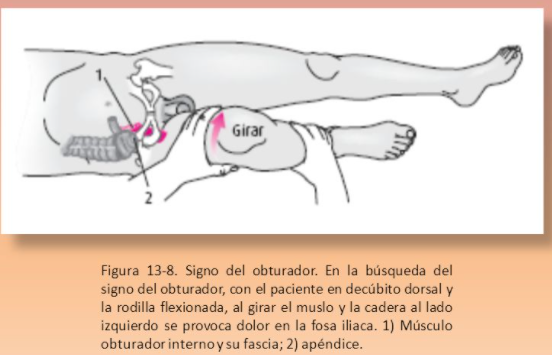 1
Girar
2
Figura 13-8. Signo del obturador. En la búsqueda del
signo del obturador, con el paciente en decúbito dorsal y
la rodilla flexionada, al girar el muslo y la cadera al lado
izquierdo se provoca dolor en la fosa iliaca. 1) Músculo
obturador interno y su fascia; 2) apéndice.